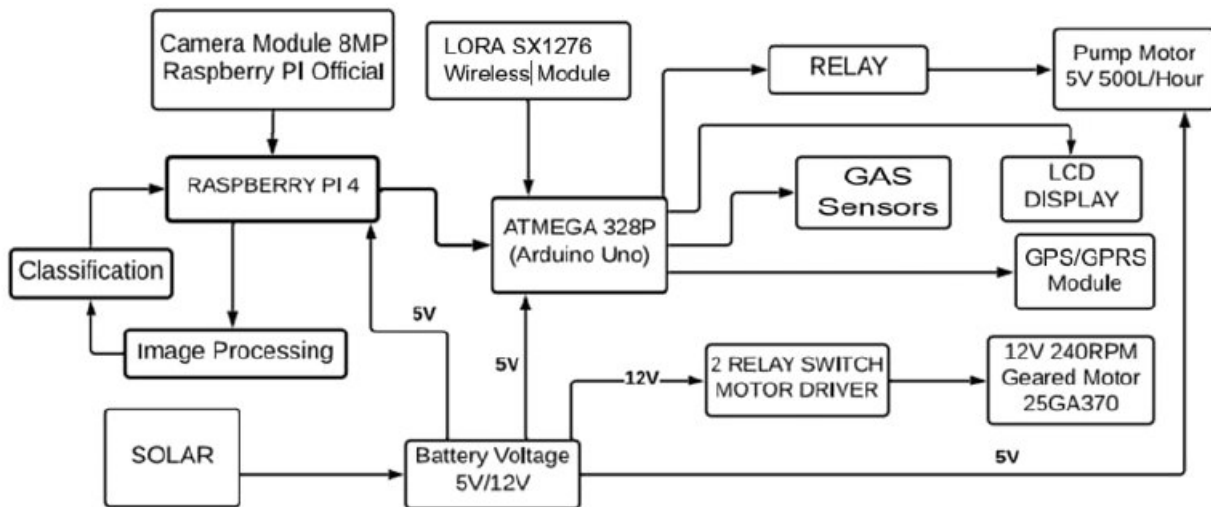 Camera Module 8MP
Raspberry PI Official
LORA SX1276
Wireless Module
RELAY
Pump Motor
5V 500L/Hour
RASPBERRY PI 4
ATMEGA 328P
(Arduino Uno)
GAS
Sensors
LCD
DISPLAY
Classification
GPS/GPRS
Module
Image Processing
5V
5V
12V
2 RELAY SWITCH
MOTOR DRIVER
12V 240RPM
Geared Motor
25GA370
SOLAR
Battery Voltage
5V/12V
5V